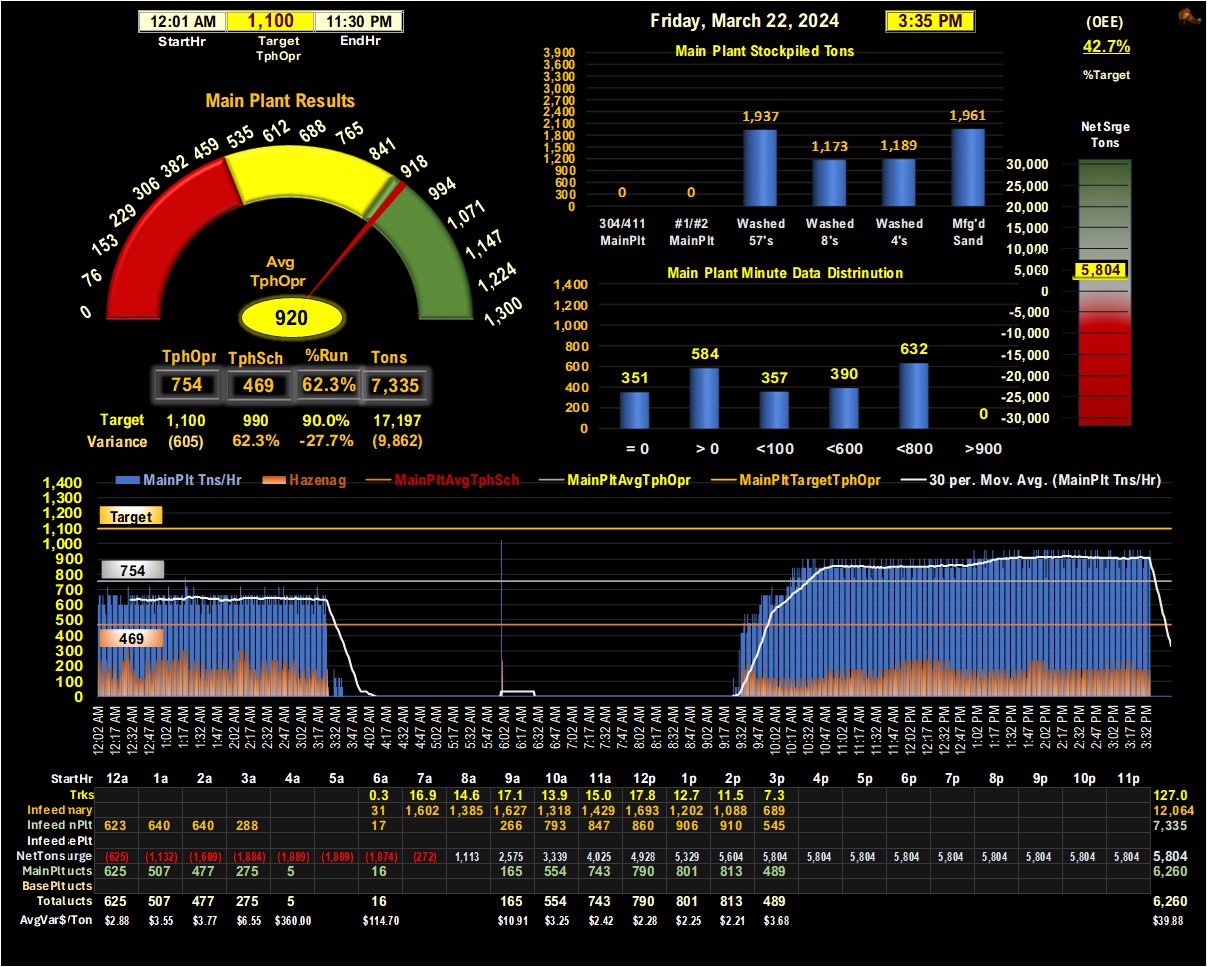 12:01 AM 1,100 11:30 PM
StartHr Target TphOpr EndHr
Friday, March 22, 2024 3:35 PM
(OEE)
42.7%
%Target
Main Plant Results
0 76 153 229 306 382 459 535 612 688 765 841 918 994 1,071 1,147 1,224 1,300
Avg
TphOpr
920
TphOpr TphSch %Run Tons
754 469 62.3% 7,335
Target 1,100 990 90.0% 17,197
Variance (605) 62.3% -27.7% (9,862)
Main Plant Stockpiled Tons
3,900
3,600
3,300
3,000
2,700
2,400
2,100
1,800
1,500
1,200
900
600
300
0
0 0 1,937 1,173 1,189 1,961
304/411 #1/#2 Washed Washed Washed Mfg'd
MainPlt MainPlt 57's 8's 4's Sand
Main Plant Minute Data Distrinution
1,400
1,200
1,000
800
600
400
200
0
351 584 357 390 632 0
= 0 > 0 <100 <600 <800 >900
Net Srge
Tons
30,000
25,000
20,000
15,000
10,000
5,000
0
-5,000
-10,000
-15,000
-20,000
-25,000
-30,000
5,804
MainPlt Tns/Hr Hazenag MainPltAvgTphSch MainPltAvgTphOpr MainPltTargetTphOpr 30 per. Mov. Avg. (MainPlt Tns/Hr)
1,400
1,300
1,200
1,100
1,000
900
800
700
600
500
400
300
200
100
0
Target
754
469
12:02 AM 12:17 AM 12:32 AM 12:47 AM 1:02 AM 1:17 AM 1:32 AM 1:47 AM 2:02 AM 2:17 AM 2:32 AM 2:47 AM 3:02 AM 3:17 AM 3:32 AM 3:47 AM 4:02 AM 4:17 AM 4:32 AM 4:47 AM 5:02 AM 5:17 AM 5:32 AM 5:47 AM 6:02 AM 6:17 AM 6:32 AM 6:47 AM 7:02 AM 7:17 AM 7:32 AM 7:47 AM 8:02 AM 8:17 AM 8:32 AM 8:47 AM 9:02 AM 9:17 AM 9:32 AM 9:47 AM 10:02 AM 10:17 AM 10:32 AM 10:47 AM 11:02 AM 11:17 AM 11:32 AM 11:47 AM 12:02 PM 12:17 PM 12:32 PM 12:47 PM 1:02 PM 1:17 PM 1:32 PM 1:47 PM 2:02 PM 2:17 PM 2:32 PM 2:47 PM 3:02 PM 3:17 PM 3:32 PM
StartHr 12a 1a 2a 3a 4a 5a 6a 7a 8a 9a 10a 11a 12p 1p 2p 3p 4p 5p 6p 7p 8p 9p 10p 11p
Trks 0.3 16.9 14.6 17.1 13.9 15.0 17.8 12.7 11.5 7.3 127.0
Infeed nary 31 1,602 1,385 1,627 1,318 1,429 1,693 1,202 1,088 689 12,064
Infeed nPlt 623 640 640 288 17 266 793 847 860 906 910 545 7,335
Infeed ePlt
NetTonsurge (625) (1,132) (1,609) (1,884) (1,889) (1,889) (1,874) (272) 1,113 2,575 3,339 4,025 4,928 5,329 5,604 5,804 5,804 5,804 5,804 5,804 5,804 5,804 5,804 5,804 5,804
MainPlt ucts 625 507 477 275 5 16 165 554 743 790 801 813 489 6,260
BasePlt ucts
Total ucts 625 507 477 275 5 16 165 554 743 790 801 813 489 6,260
AvgVar$/Ton $2.88 $3.55 $3.77 $6.55 $360.00 $114.70 $10.91 $3.25 $2.42 $2.28 $2.25 $2.21 $3.68 $39.88